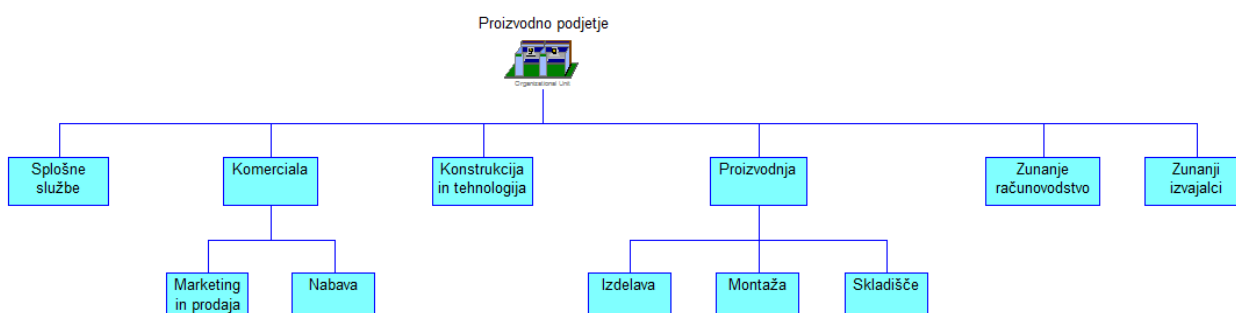 Proizvodno podjetje
Organizational Unit
Splošne
službe
Komerciala
Konstrukcija
in tehnologija
Proizvodnja
Zunanje
računovodstvo
Zunanji
izvajalci
Marketing
in prodaja
Nabava
Izdelava
Montaža
Skladišče